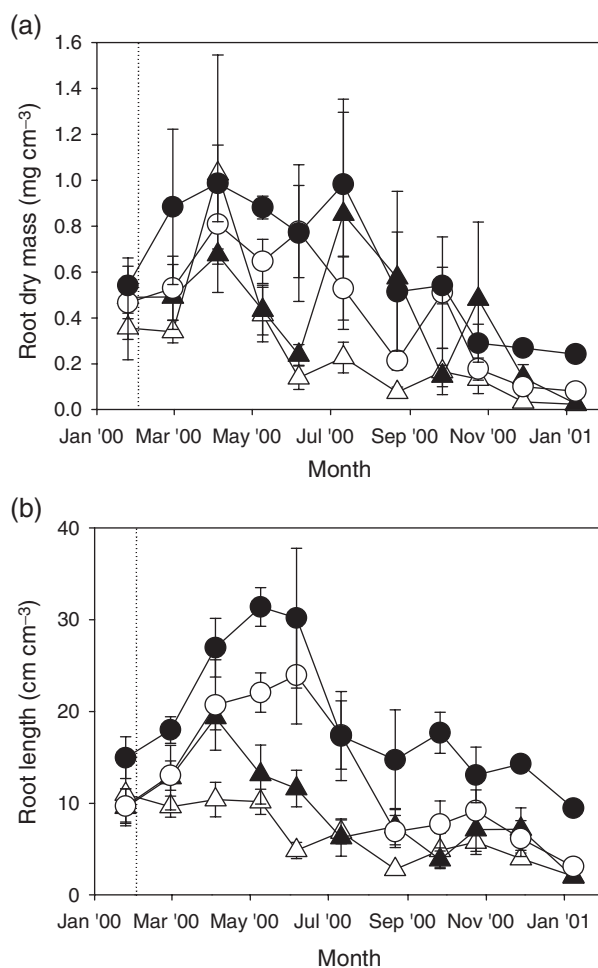 (a)
Root dry mass (mg cm⁻³)
1.6
1.4
1.2
1.0
0.8
0.6
0.4
0.2
0.0
Jan '00 Mar '00 May '00 Jul '00 Sep '00 Nov '00 Jan '01
Month
(b)
Root length (cm cm⁻³)
40
30
20
10
0
Jan '00 Mar '00 May '00 Jul '00 Sep '00 Nov '00 Jan '01
Month